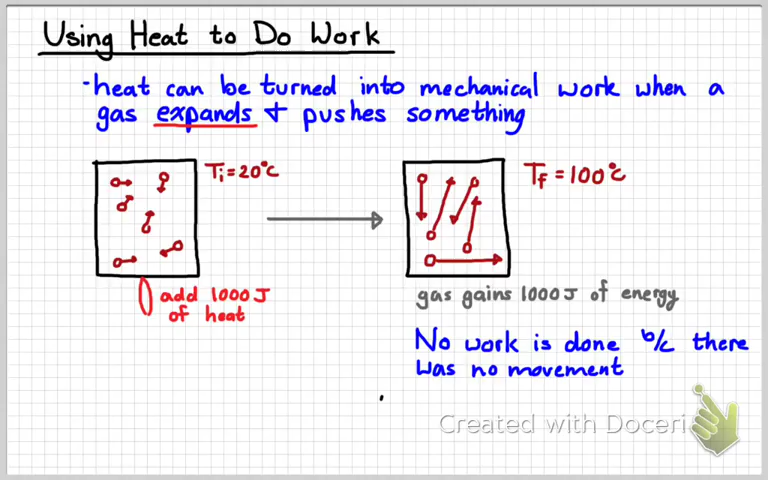 Using Heat to Do Work
-heat can be turned into mechanical work when a
gas expands + pushes something
Ti = 20°C
Tf = 100°C
add 1000 J
of heat
gas gains 1000 J of energy
No work is done b/c there
was no movement
Created with Doceri